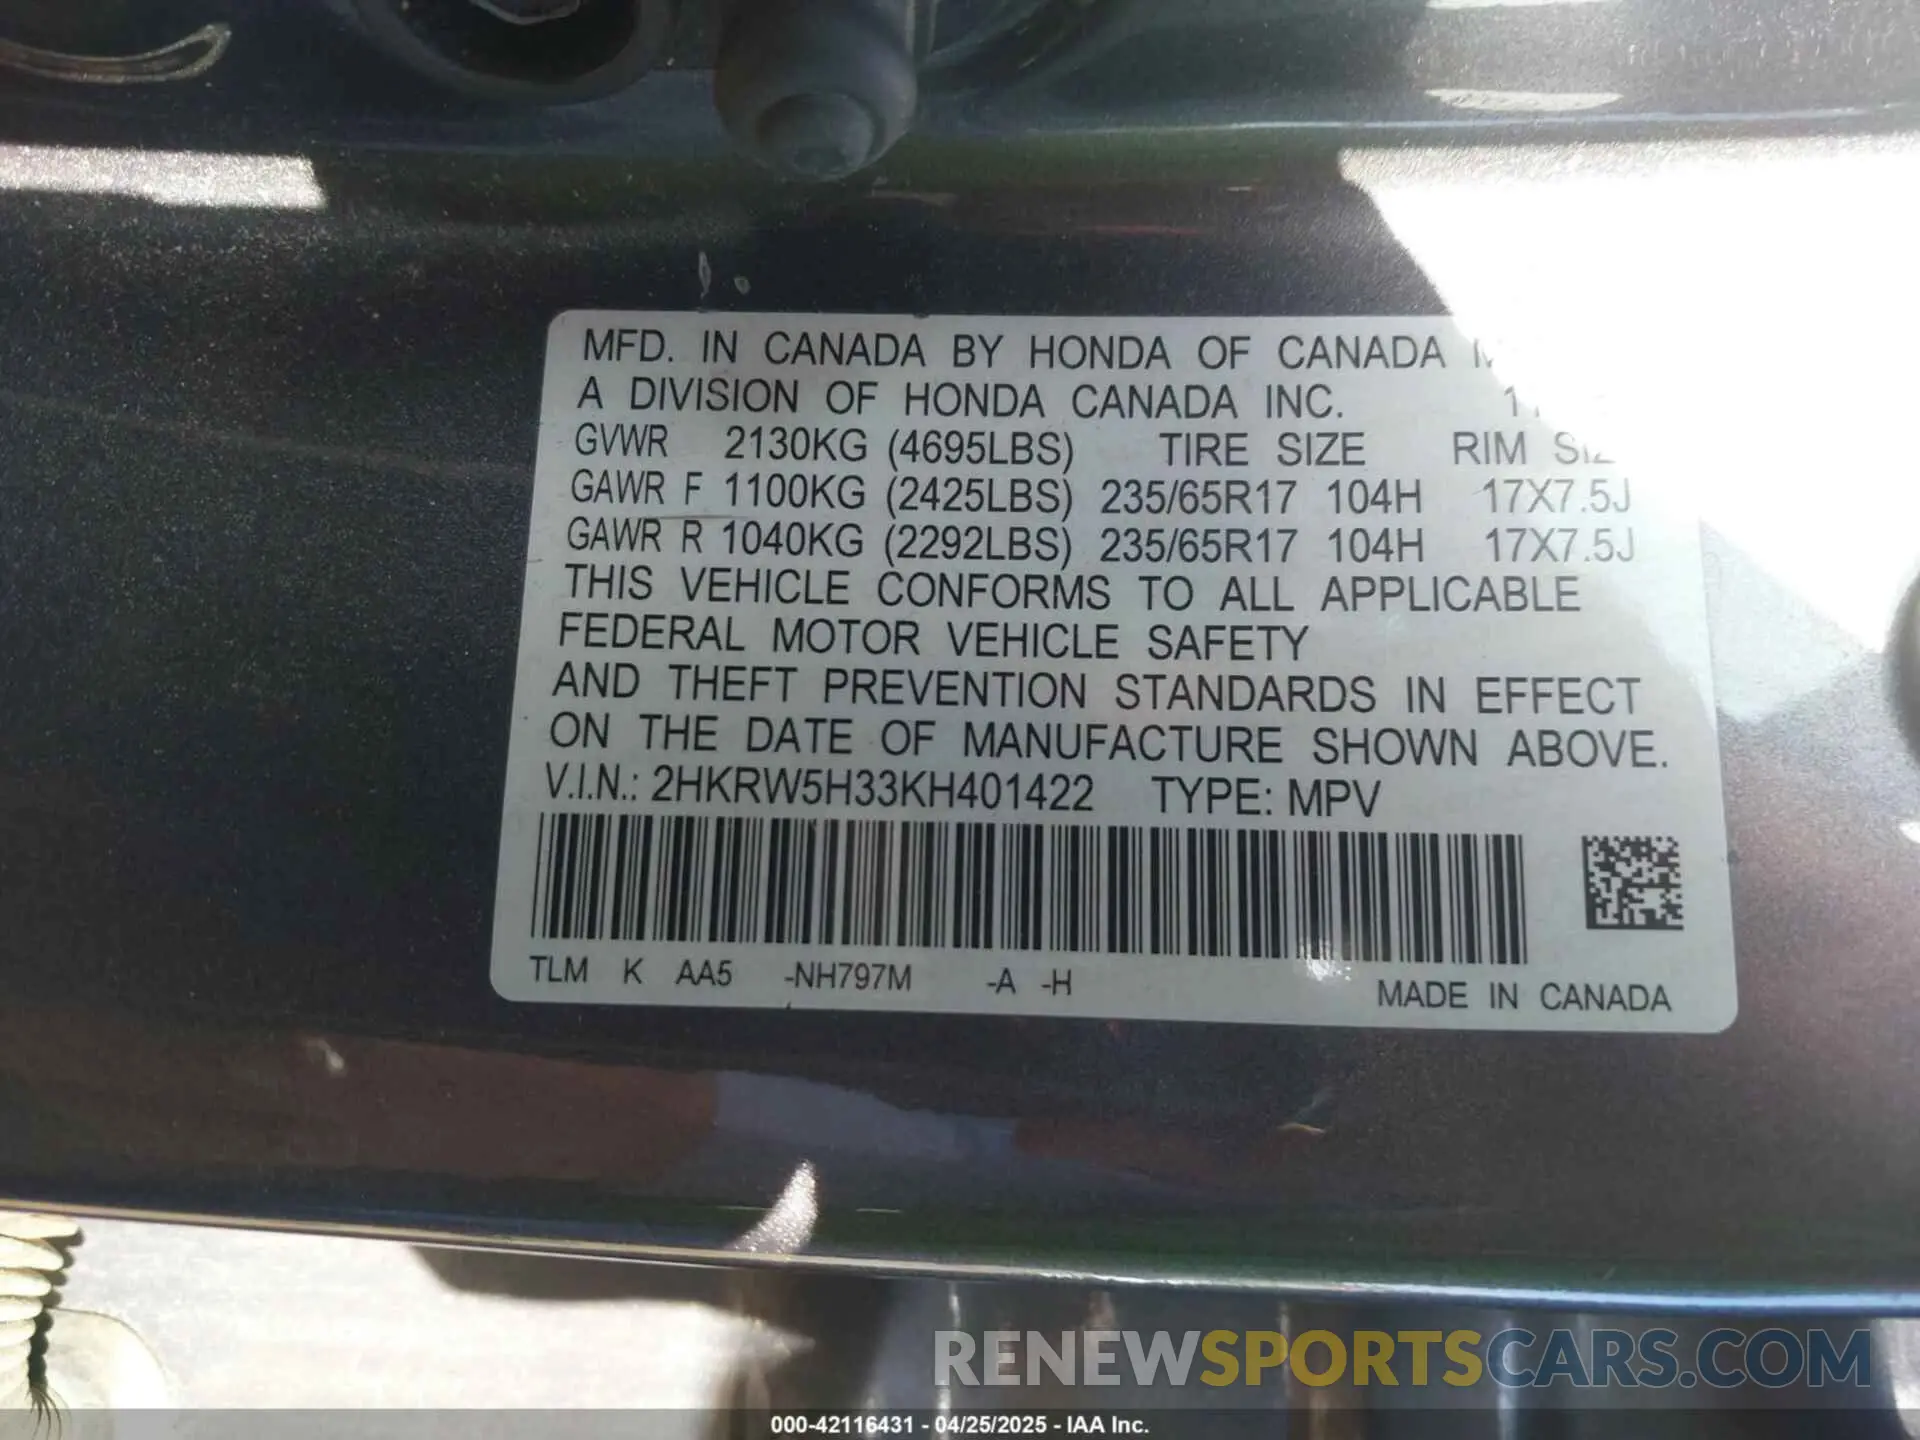 MFD. IN CANADA BY HONDA OF CANADA
A DIVISION OF HONDA CANADA INC.
GVWR 2130KG (4695LBS) TIRE SIZE RIM
GAWR F 1100KG (2425LBS) 235/65R17 104H 17X7.5J
GAWR R 1040KG (2292LBS) 235/65R17 104H 17X7.5J
THIS VEHICLE CONFORMS TO ALL APPLICABLE
FEDERAL MOTOR VEHICLE SAFETY
AND THEFT PREVENTION STANDARDS IN EFFECT
ON THE DATE OF MANUFACTURE SHOWN ABOVE.
V.I.N.: 2HKRW5H33KH401422 TYPE: MPV
TLM K AA5 -NH797M -A -H
MADE IN CANADA
RENEWSPORTSCARS.COM
000-42116431 - 04/25/2025 - IAA Inc.